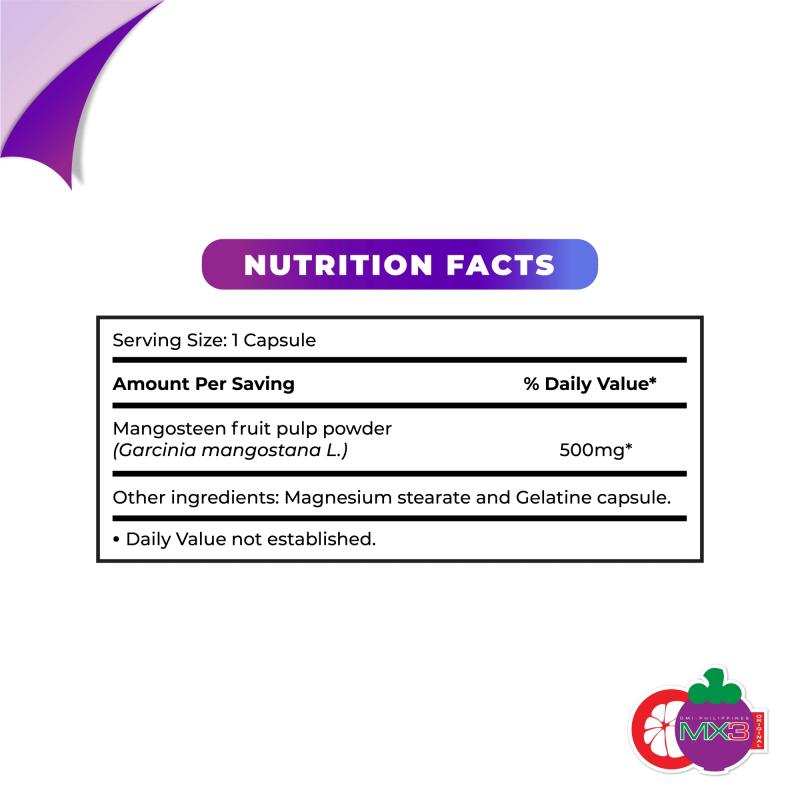 NUTRITION FACTS
Serving Size: 1 Capsule
Amount Per Saving % Daily Value*
Mangosteen fruit pulp powder
(Garcinia mangostana L.) 500mg*
Other ingredients: Magnesium stearate and Gelatine capsule.
• Daily Value not established.
DMI-PHILIPPINES
MX3
ORIGINAL